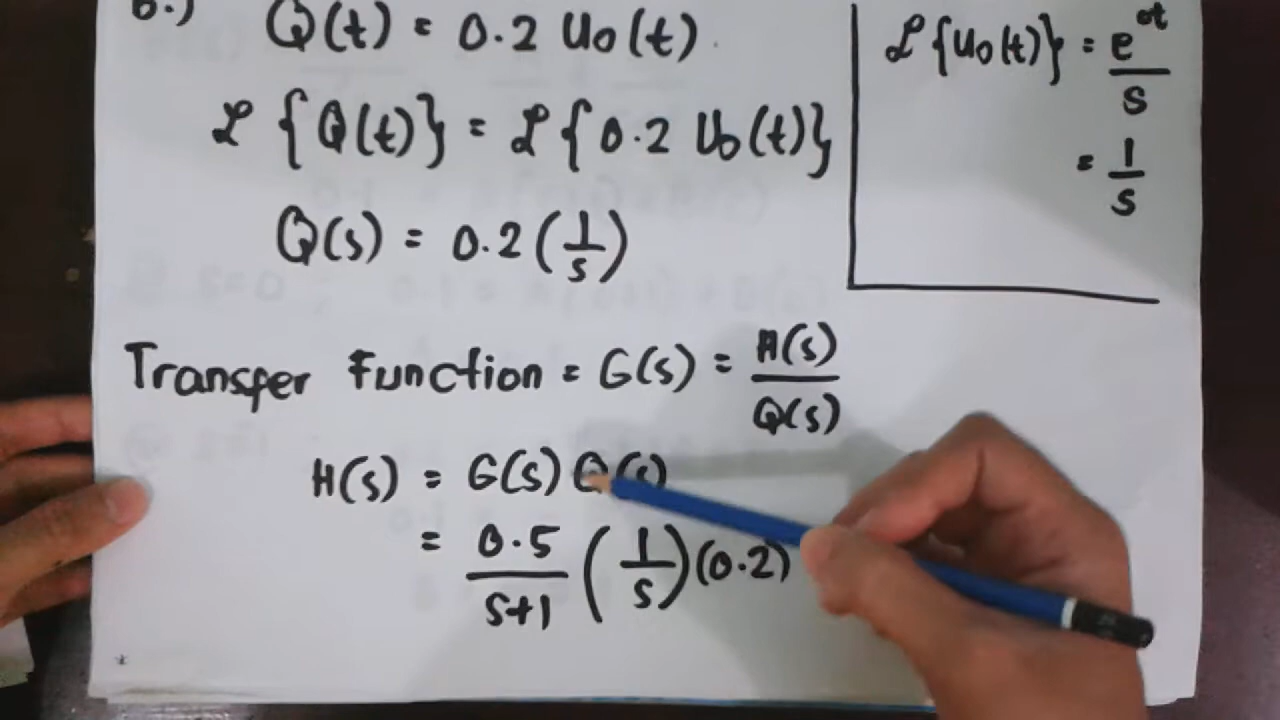 b.) Q(t) = 0.2 U₀(t)
ℒ {Q(t)} = ℒ{0.2 U₀(t)}
Q(s) = 0.2 (1/s)
ℒ{U₀(t)} = e^0t/s
= 1/s
Transfer Function = G(s) = H(s)/Q(s)
H(s) = G(s) Q(s)
= 0.5/s+1 (1/s)(0.2)